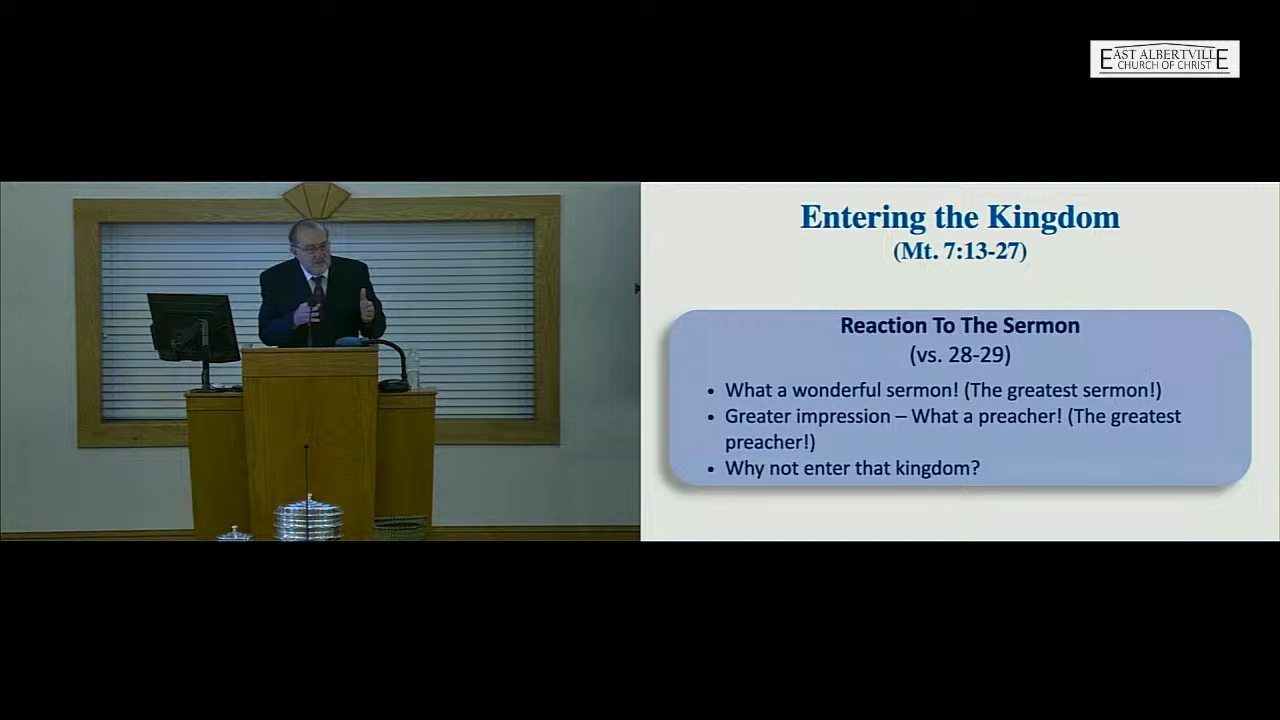 EAST ALBERTVILLE
CHURCH OF CHRIST
Entering the Kingdom
(Mt. 7:13-27)
Reaction To The Sermon
(vs. 28-29)
• What a wonderful sermon! (The greatest sermon!)
• Greater impression – What a preacher! (The greatest
preacher!)
• Why not enter that kingdom?